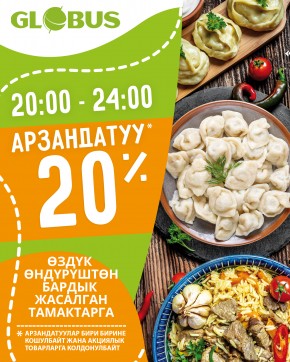 GLOBUS
20:00 - 24:00
АРЗАНДАТУУ*
20%
ӨЗДҮК
ӨНДҮРҮШТӨН
БАРДЫК
ЖАСАЛГАН
ТАМАКТАРГА
* АРЗАНДАТУУЛАР БИРИ БИРИНЕ
КОШУЛБАЙТ ЖАНА АКЦИЯЛЫК
ТОВАРЛАРГА КОЛДОНУЛБАЙТ